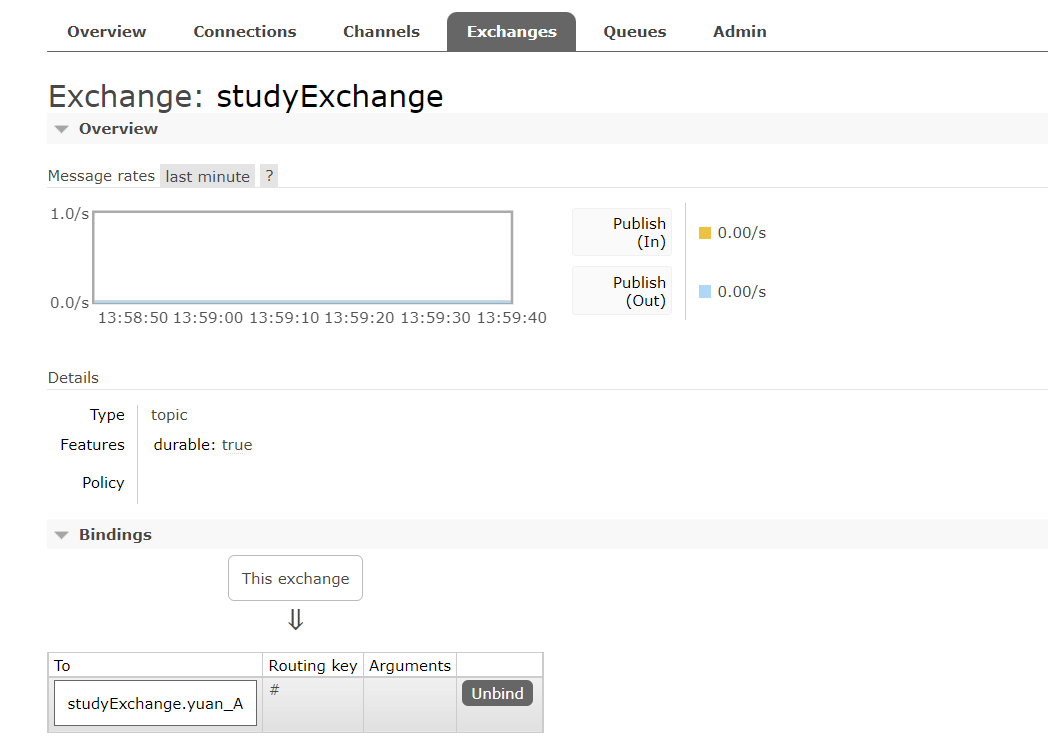 Overview Connections Channels Exchanges Queues Admin
Exchange: studyExchange
Overview
Message rates last minute ?
1.0/s
0.0/s
13:58:50 13:59:00 13:59:10 13:59:20 13:59:30 13:59:40
Publish
(In)
0.00/s
Publish
(Out)
0.00/s
Details
Type topic
Features durable: true
Policy
Bindings
This exchange
⇓
To Routing key Arguments
studyExchange.yuan_A # Unbind